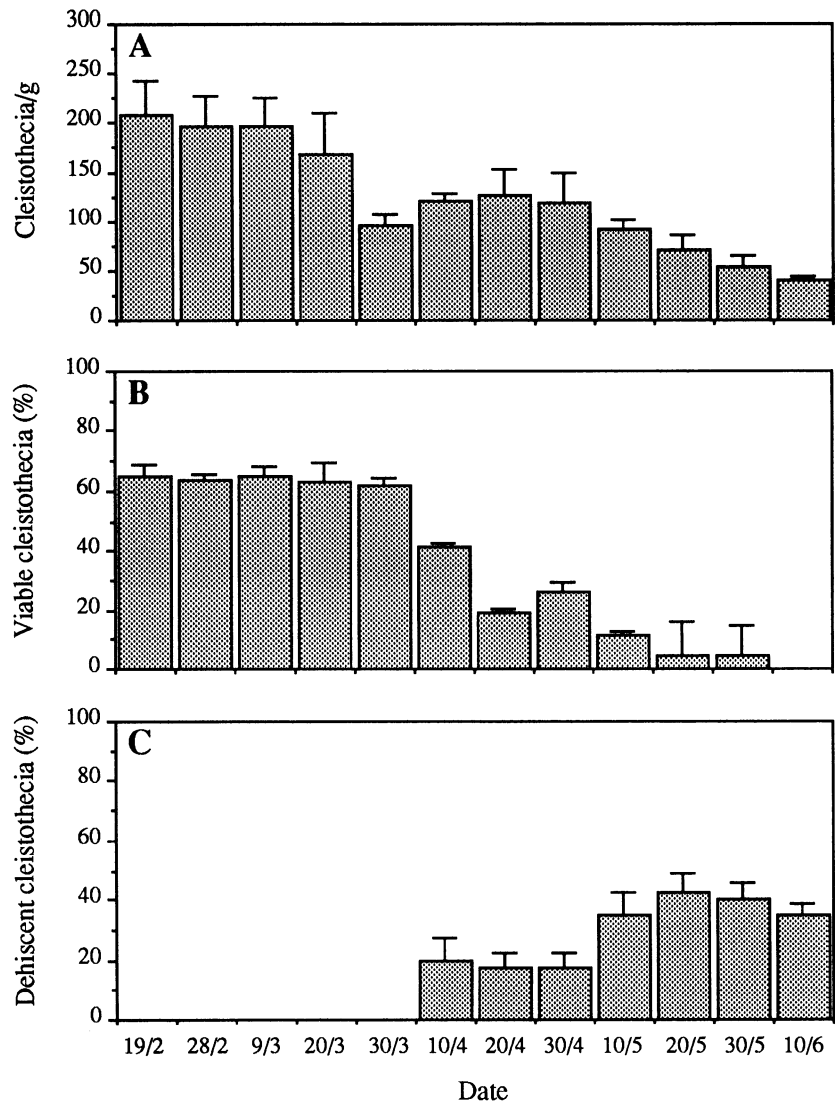 A
Cleistothecia/g
300
250
200
150
100
50
0
B
Viable cleistothecia (%)
100
80
60
40
20
0
C
Dehiscent cleistothecia (%)
100
80
60
40
20
0
19/2 28/2 9/3 20/3 30/3 10/4 20/4 30/4 10/5 20/5 30/5 10/6
Date